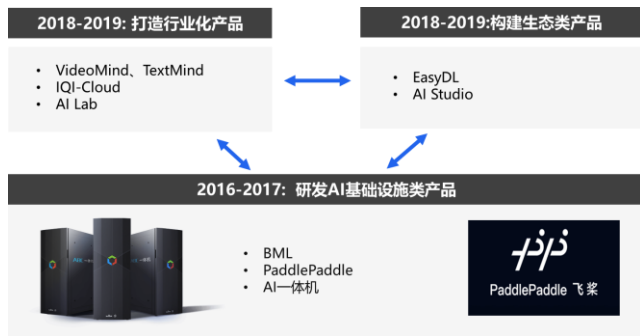 2018-2019: 打造行业化产品
• VideoMind、TextMind
• IQI-Cloud
• AI Lab
2018-2019:构建生态类产品
• EasyDL
• AI Studio
2016-2017: 研发AI基础设施类产品
• BML
• PaddlePaddle
• AI一体机
PaddlePaddle 飞桨